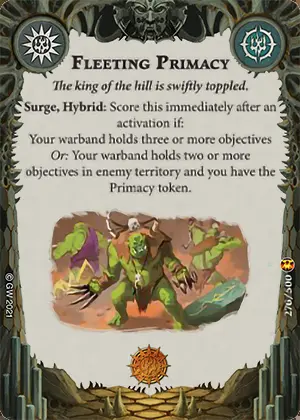 Fleeting Primacy
The king of the hill is swiftly toppled.
Surge, Hybrid: Score this immediately after an
activation if:
Your warband holds three or more objectives
Or: Your warband holds two or more
objectives in enemy territory and you have the
Primacy token.
© GW 2021
276/500